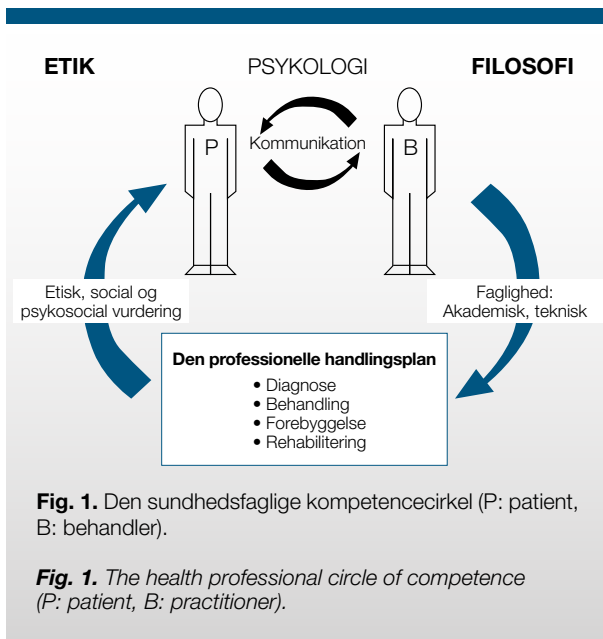 ETIK PSYKOLOGI FILOSOFI
P Kommunikation B
Etisk, social og
psykosocial vurdering
Faglighed:
Akademisk, teknisk
Den professionelle handlingsplan
• Diagnose
• Behandling
• Forebyggelse
• Rehabilitering
Fig. 1. Den sundhedsfaglige kompetencecirkel (P: patient,
B: behandler).
Fig. 1. The health professional circle of competence
(P: patient, B: practitioner).